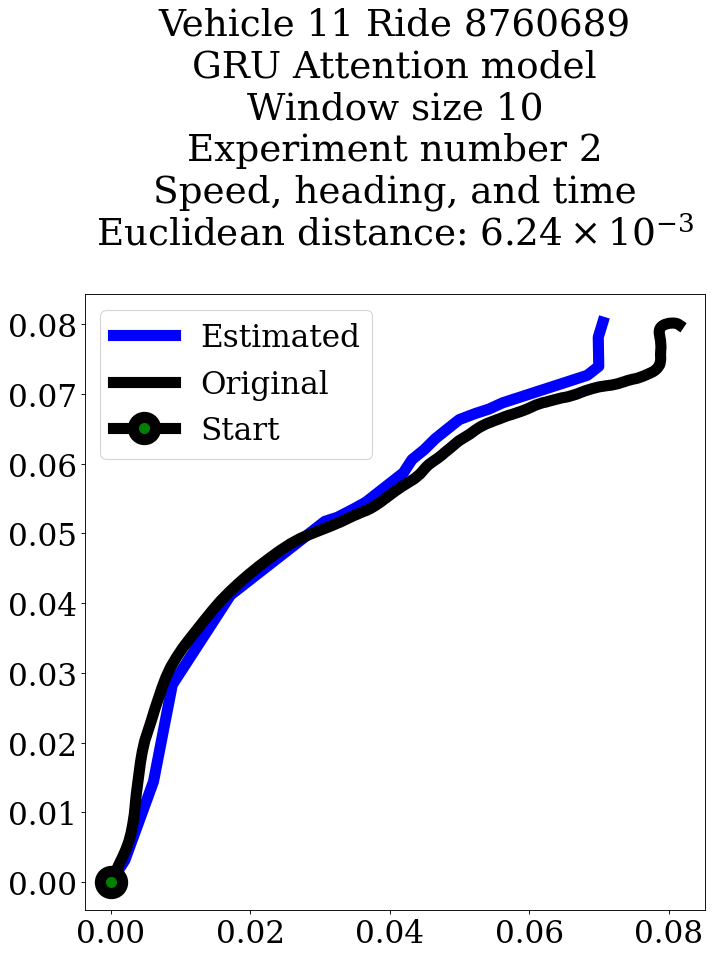 Vehicle 11 Ride 8760689
GRU Attention model
Window size 10
Experiment number 2
Speed, heading, and time
Euclidean distance: 6.24 × 10⁻³
Estimated
Original
Start
0.08
0.07
0.06
0.05
0.04
0.03
0.02
0.01
0.00
0.00 0.02 0.04 0.06 0.08